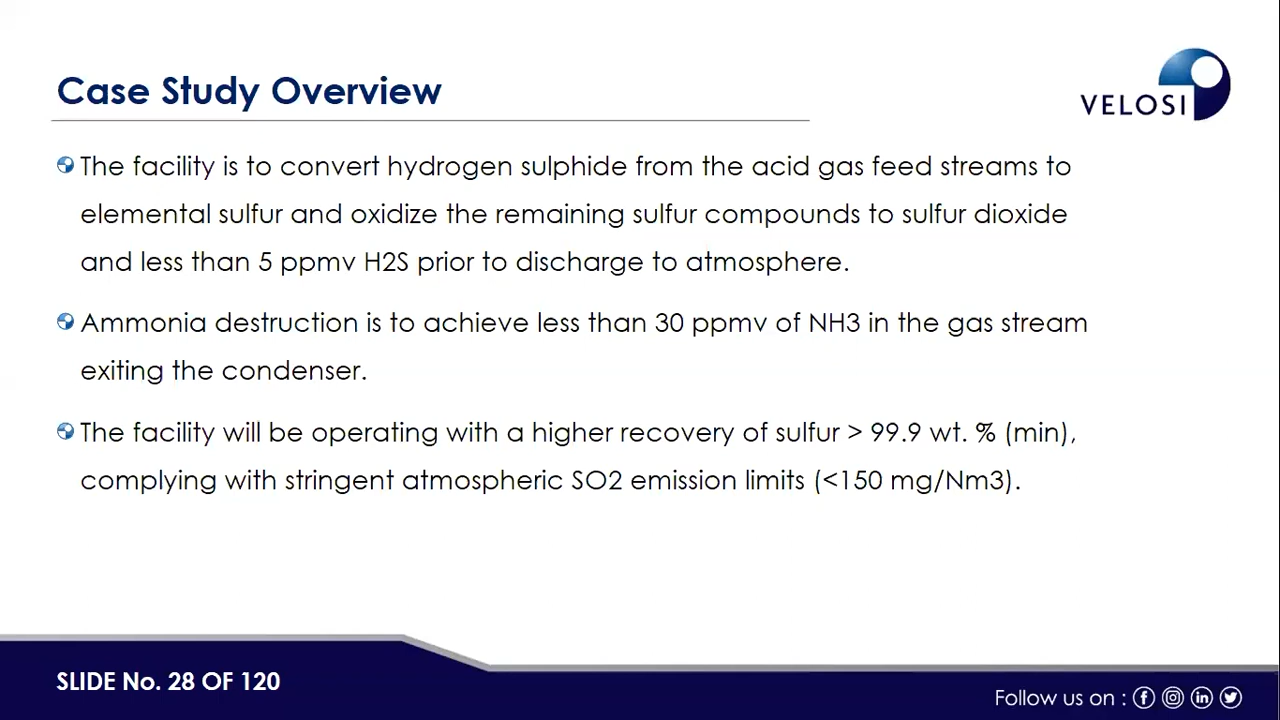 Case Study Overview
VELOSI
The facility is to convert hydrogen sulphide from the acid gas feed streams to
elemental sulfur and oxidize the remaining sulfur compounds to sulfur dioxide
and less than 5 ppmv H2S prior to discharge to atmosphere.
Ammonia destruction is to achieve less than 30 ppmv of NH3 in the gas stream
exiting the condenser.
The facility will be operating with a higher recovery of sulfur > 99.9 wt. % (min),
complying with stringent atmospheric SO2 emission limits (<150 mg/Nm3).
SLIDE No. 28 OF 120
Follow us on :